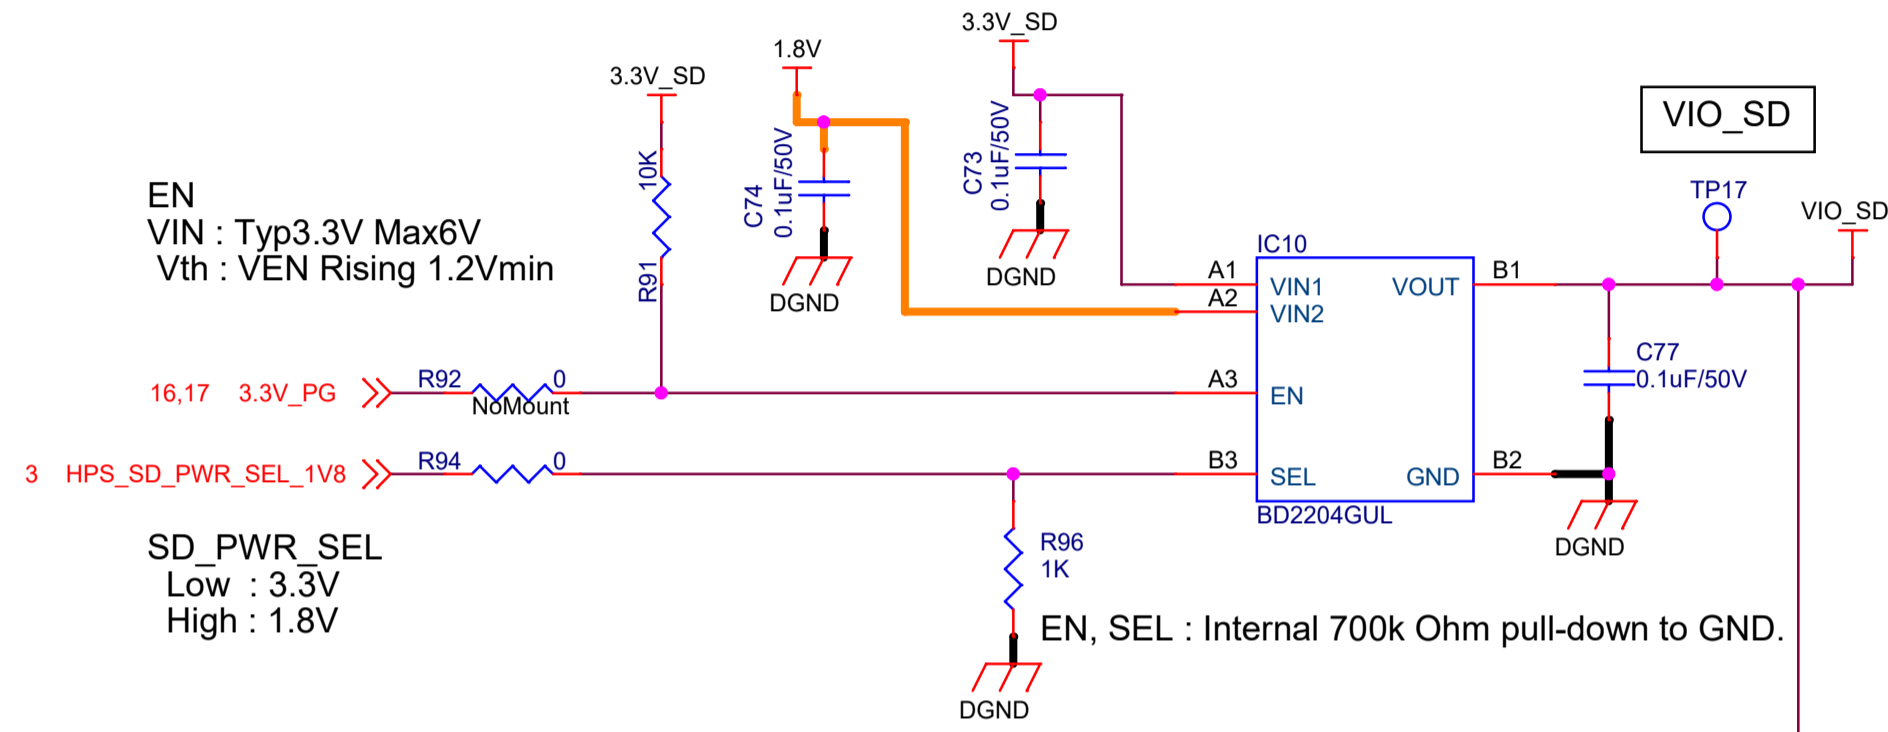 3.3V_SD
1.8V
3.3V_SD
VIO_SD
EN
VIN : Typ3.3V Max6V
Vth : VEN Rising 1.2Vmin
R91 10K
C74
0.1uF/50V
DGND
C73
0.1uF/50V
DGND
TP17
VIO_SD
IC10
A1 VIN1 VOUT B1
A2 VIN2
C77
0.1uF/50V
16,17 3.3V_PG R92 0 A3 EN
NoMount
3 HPS_SD_PWR_SEL_1V8 R94 0 B3 SEL GND B2
BD2204GUL
DGND
SD_PWR_SEL
Low : 3.3V
High : 1.8V
R96
1K
EN, SEL : Internal 700k Ohm pull-down to GND.
DGND